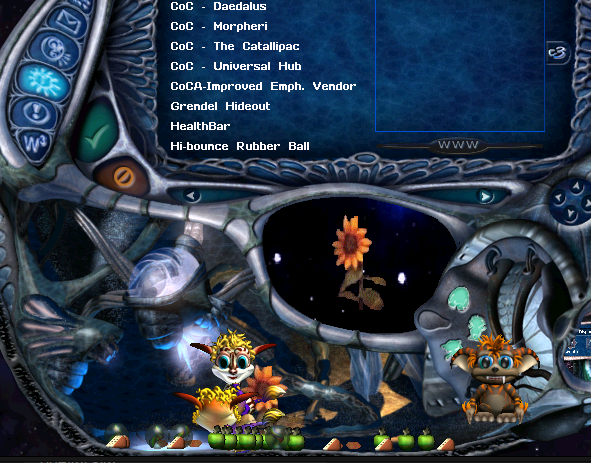 CoC - Daedalus
CoC - Morpheri
CoC - The Catallipac
CoC - Universal Hub
CoCA-Improved Emph. Vendor
Grendel Hideout
HealthBar
Hi-bounce Rubber Ball
WWW
c3